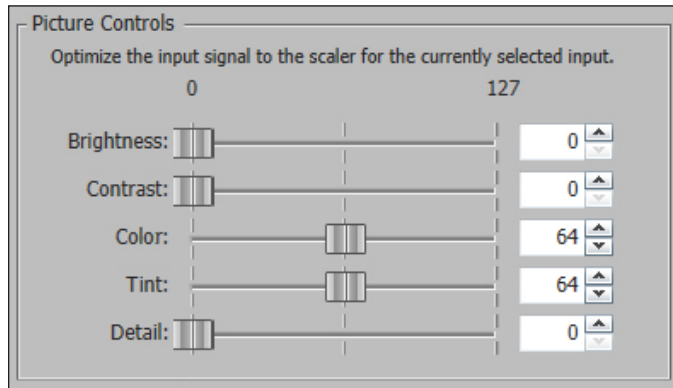 Picture Controls
Optimize the input signal to the scaler for the currently selected input.
0 127
Brightness: 0
Contrast: 0
Color: 64
Tint: 64
Detail: 0